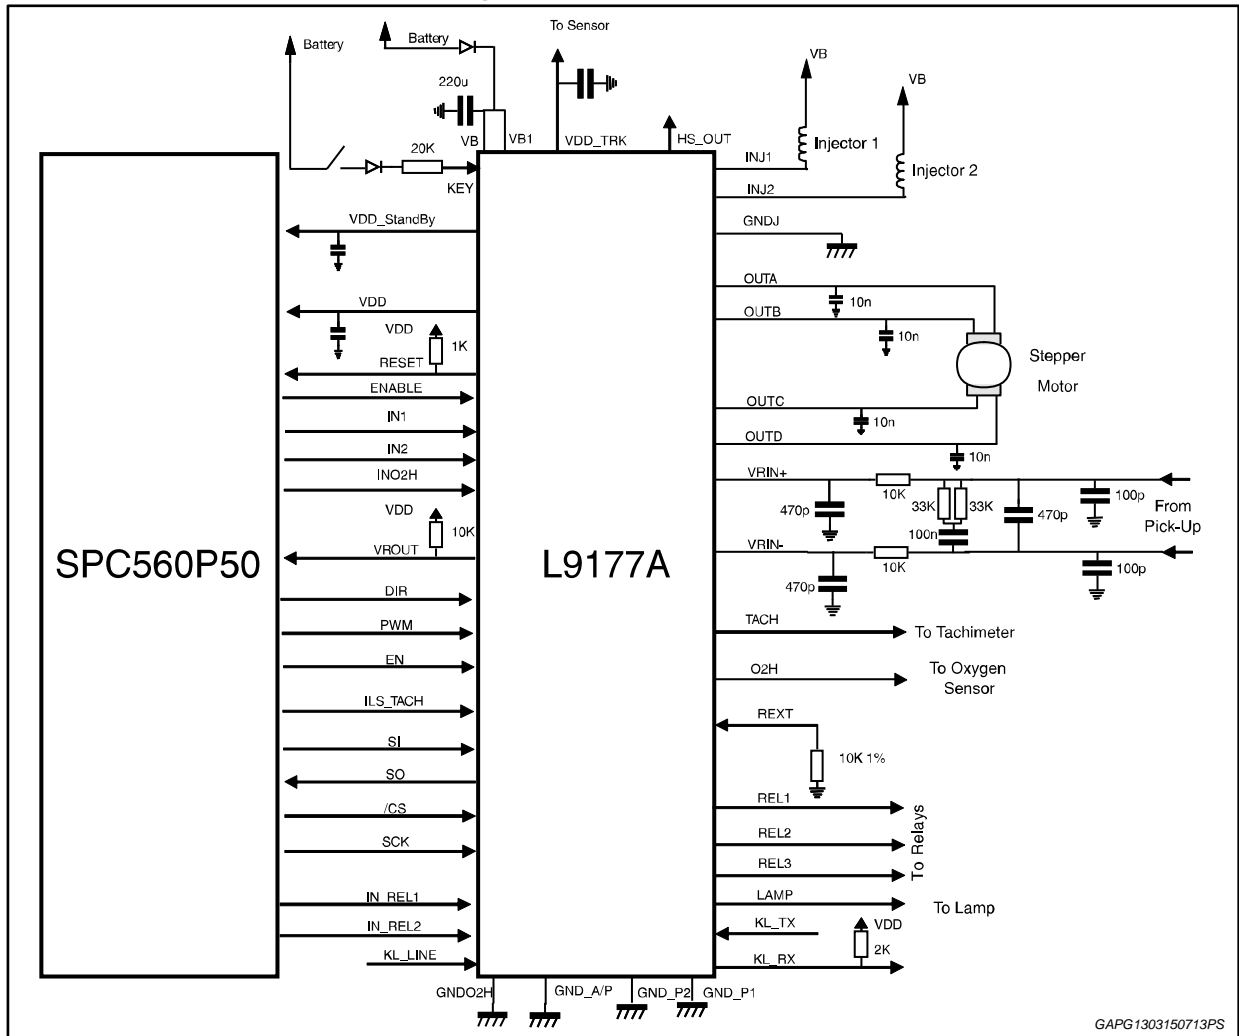 To Sensor
Battery
Battery
220u
VB
VB
VB
VB1
VDD_TRK
HS_OUT
20K
KEY
INJ1
Injector 1
INJ2
Injector 2
GNDJ
VDD_StandBy
VDD
VDD
1K
RESET
ENABLE
IN1
IN2
INO2H
VDD
10K
VROUT
DIR
PWM
EN
ILS_TACH
SI
SO
/CS
SCK
IN_REL1
IN_REL2
KL_LINE
SPC560P50
L9177A
OUTA
10n
OUTB
10n
Stepper
Motor
OUTC
10n
OUTD
10n
VRIN+
10K
470p
33K
33K
100n
470p
100p
From
Pick-Up
VRIN-
10K
470p
100p
TACH
To Tachimeter
O2H
To Oxygen
Sensor
REXT
10K 1%
REL1
REL2
REL3
To Relays
LAMP
To Lamp
KL_TX
VDD
2K
KL_RX
GNDO2H
GND_A/P
GND_P2
GND_P1
GAPG1303150713PS